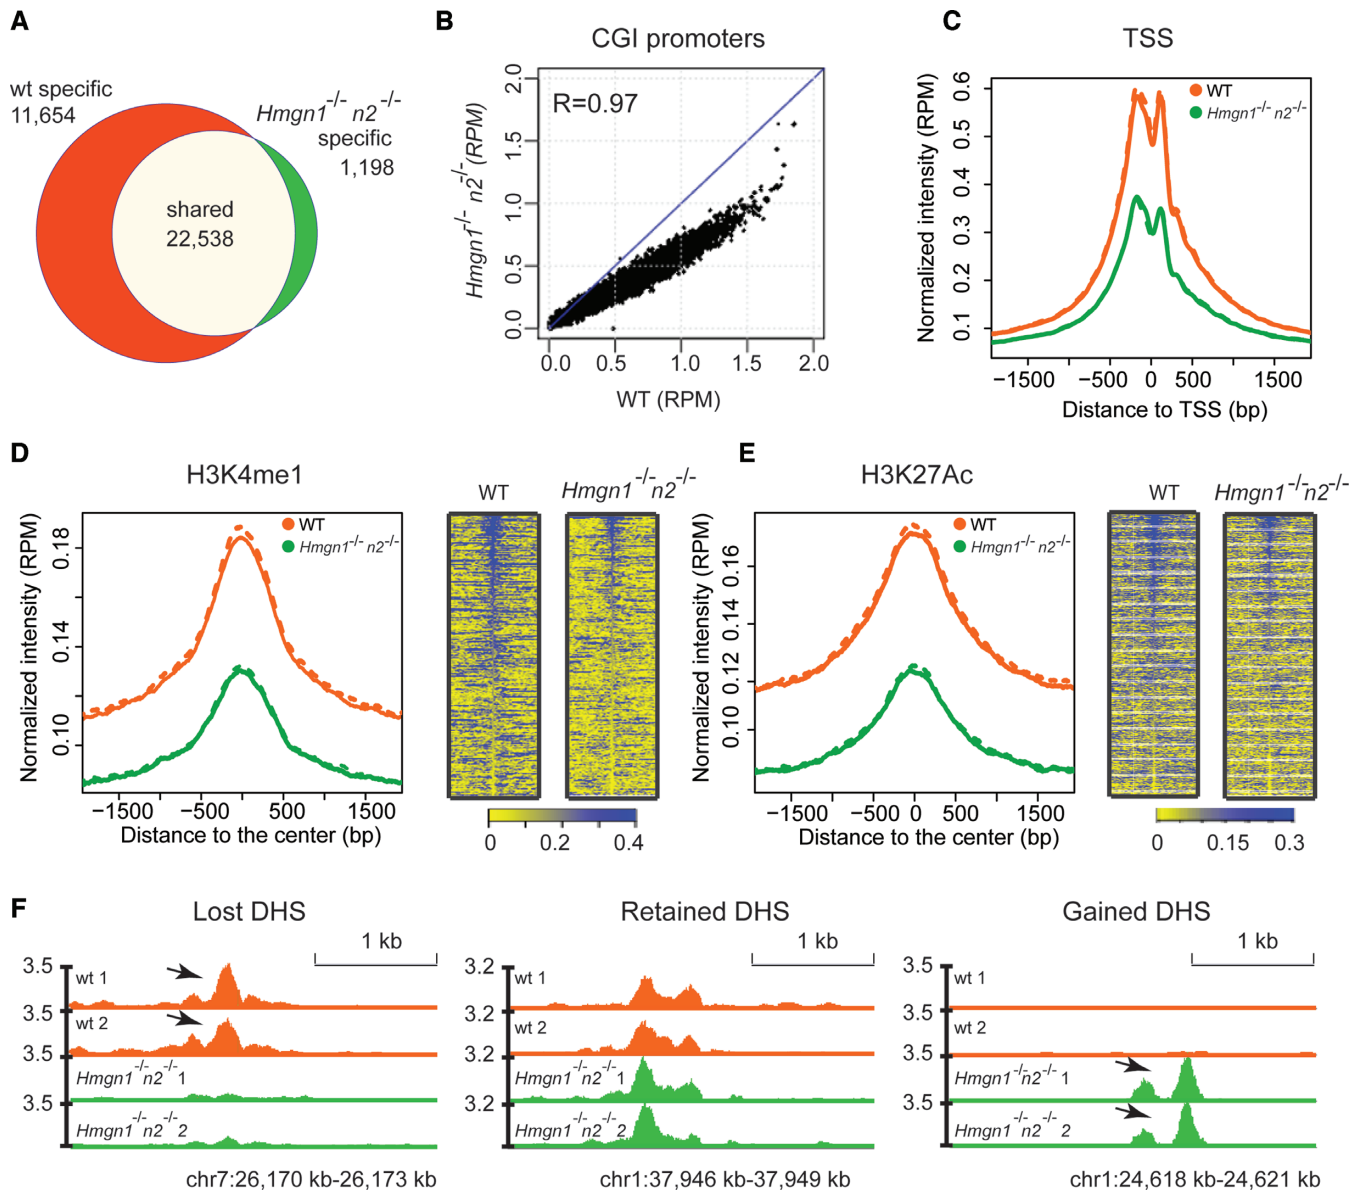 A
wt specific
11,654
Hmgn1-/- n2-/-
specific
1,198
shared
22,538
B
CGI promoters
R=0.97
Hmgn1-/- n2-/- (RPM)
2.0
1.5
1.0
0.5
0.0
0.0 0.5 1.0 1.5 2.0
WT (RPM)
C
TSS
Normalized intensity (RPM)
0.6
0.5
0.4
0.3
0.2
0.1
WT
Hmgn1-/- n2-/-
−1500 −500 0 500 1500
Distance to TSS (bp)
D
H3K4me1
Normalized intensity (RPM)
0.18
0.14
0.10
WT
Hmgn1-/- n2-/-
−1500 −500 0 500 1500
Distance to the center (bp)
WT
Hmgn1-/-n2-/-
0 0.2 0.4
E
H3K27Ac
Normalized intensity (RPM)
0.16
0.14
0.12
0.10
WT
Hmgn1-/- n2-/-
−1500 −500 0 500 1500
Distance to the center (bp)
WT
Hmgn1-/-n2-/-
0 0.15 0.3
F
Lost DHS
1 kb
3.5
wt 1
3.5
wt 2
3.5
Hmgn1-/-n2-/-1
3.5
Hmgn1-/-n2-/-2
chr7:26,170 kb-26,173 kb
Retained DHS
1 kb
3.2
wt 1
3.2
wt 2
3.2
Hmgn1-/-n2-/-1
3.2
Hmgn1-/-n2-/-2
chr1:37,946 kb-37,949 kb
Gained DHS
1 kb
3.5
wt 1
3.5
wt 2
3.5
Hmgn1-/-n2-/-1
3.5
Hmgn1-/-n2-/- 2
chr1:24,618 kb-24,621 kb